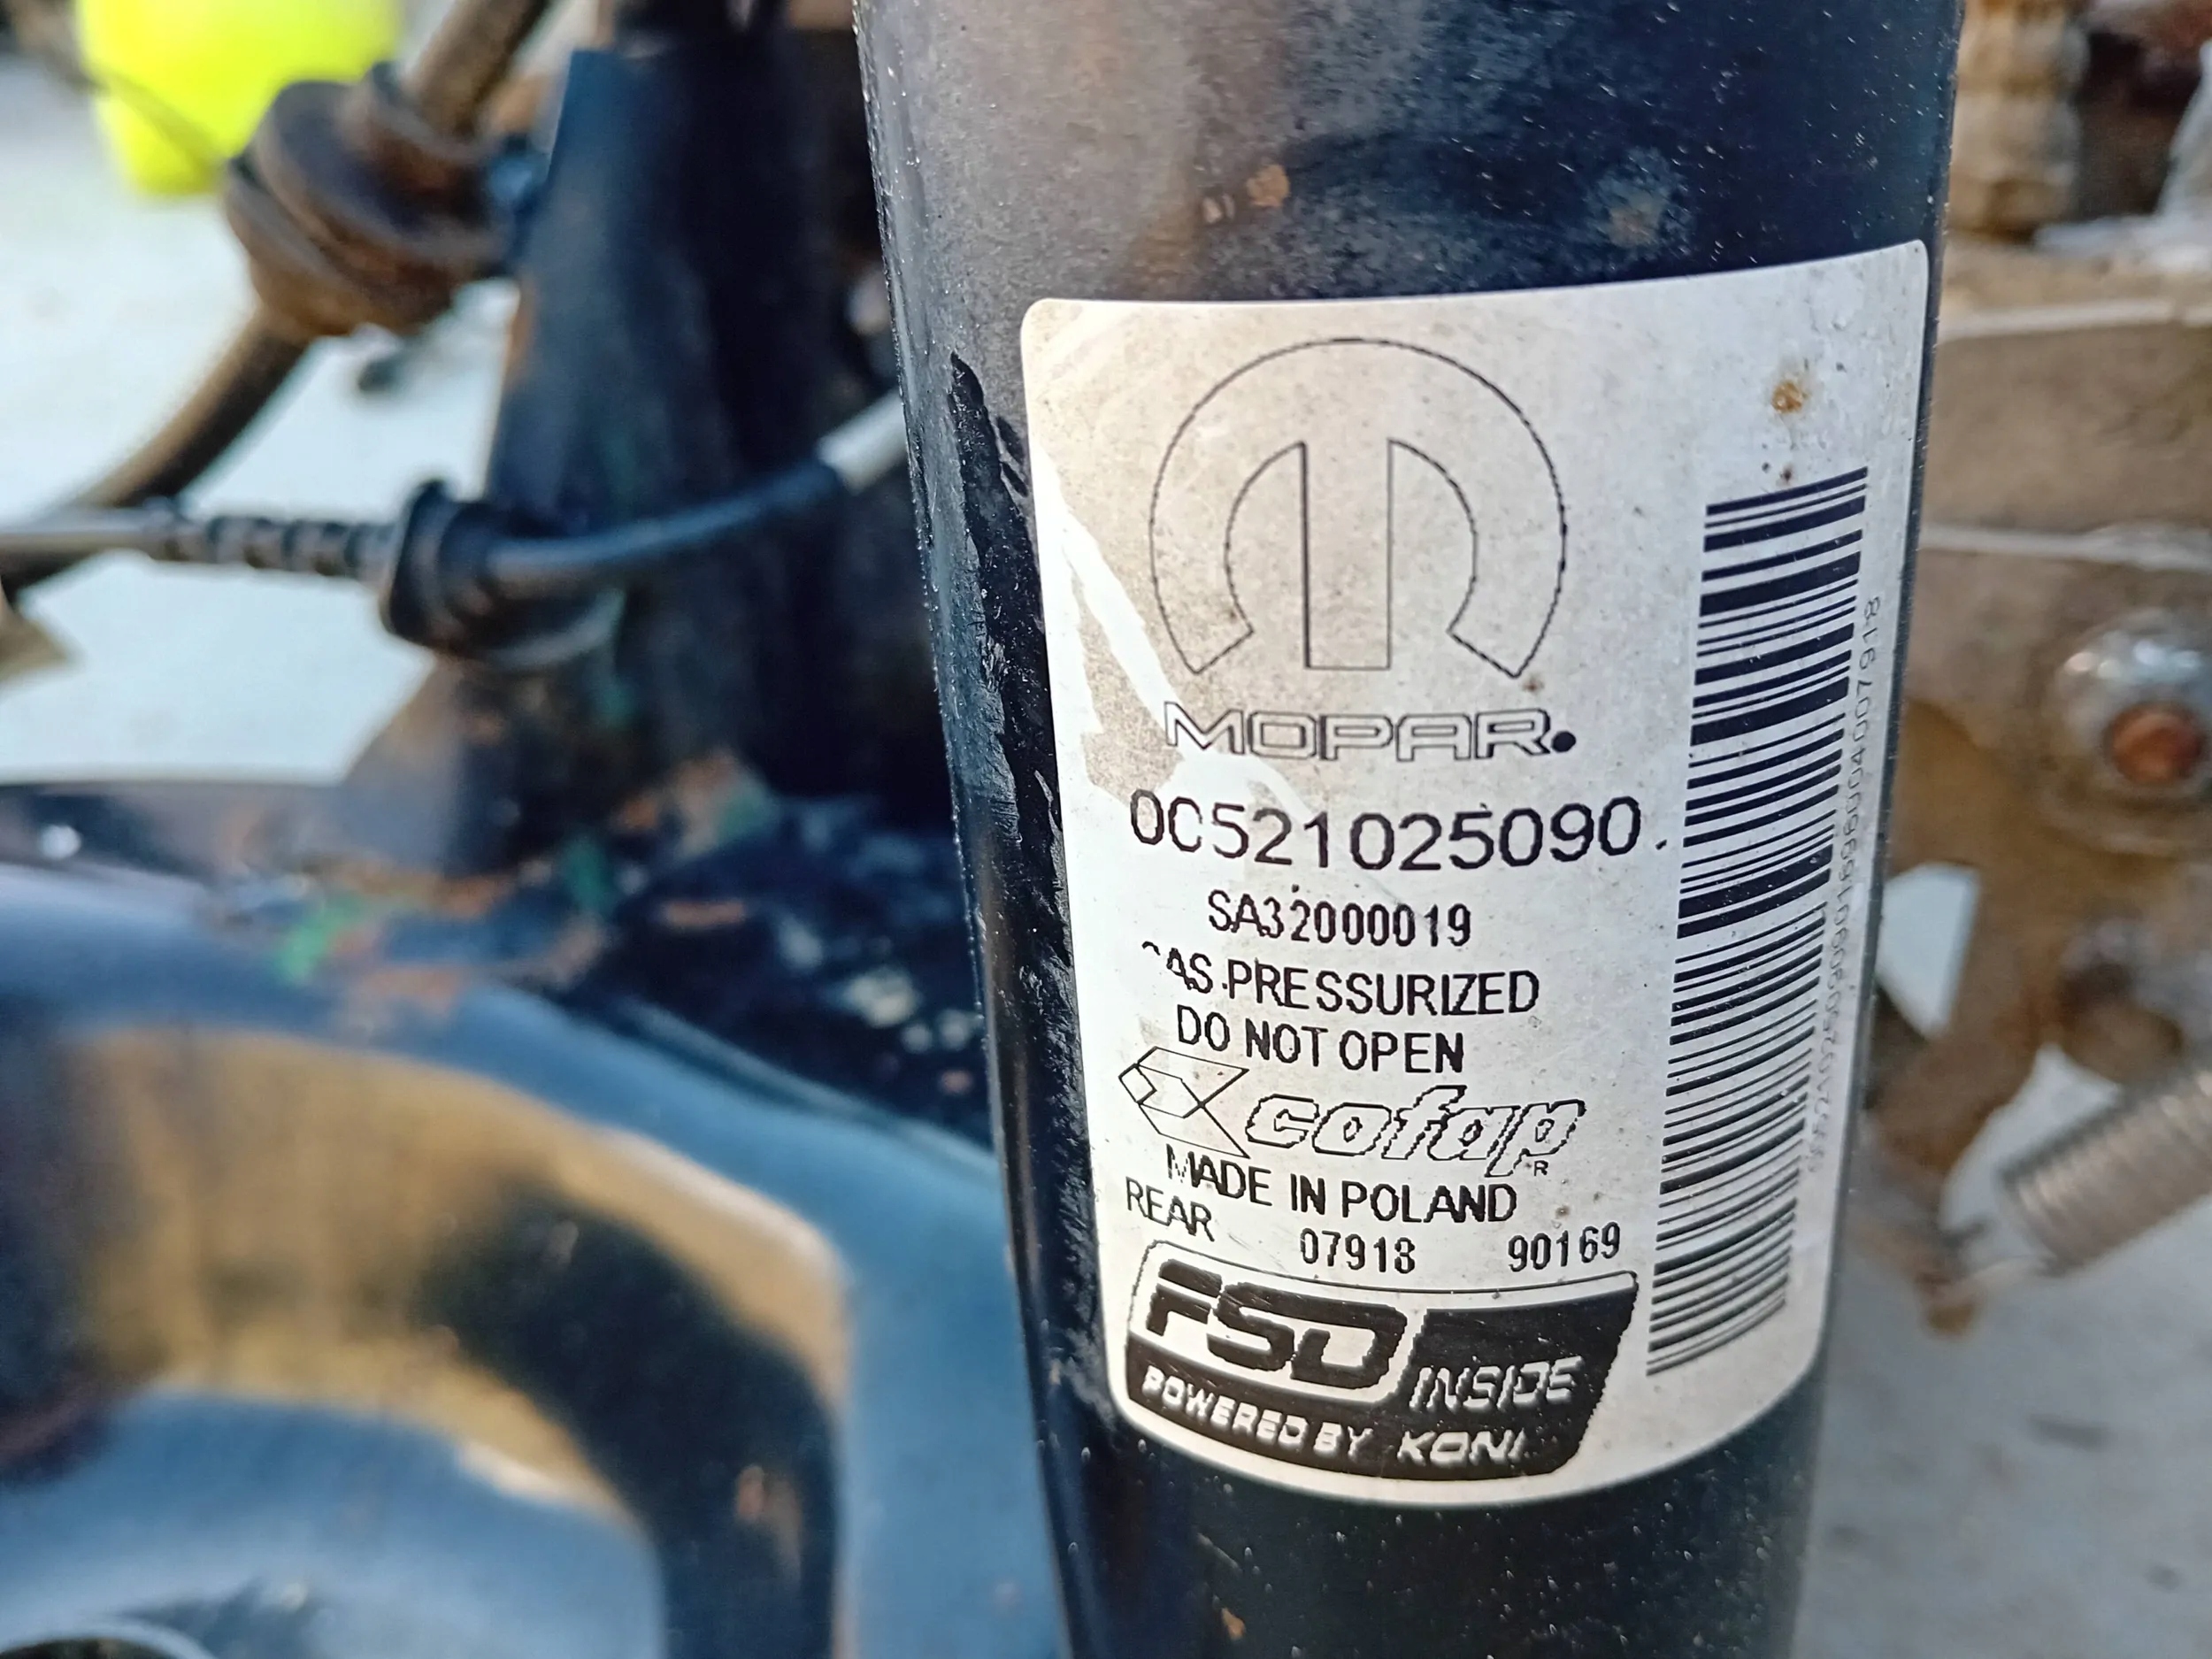 MOPAR.
0C521025090
SA32000019
GAS PRESSURIZED
DO NOT OPEN
cofap
R
MADE IN POLAND
REAR 07918 90169
FSD INSIDE
POWERED BY KONI